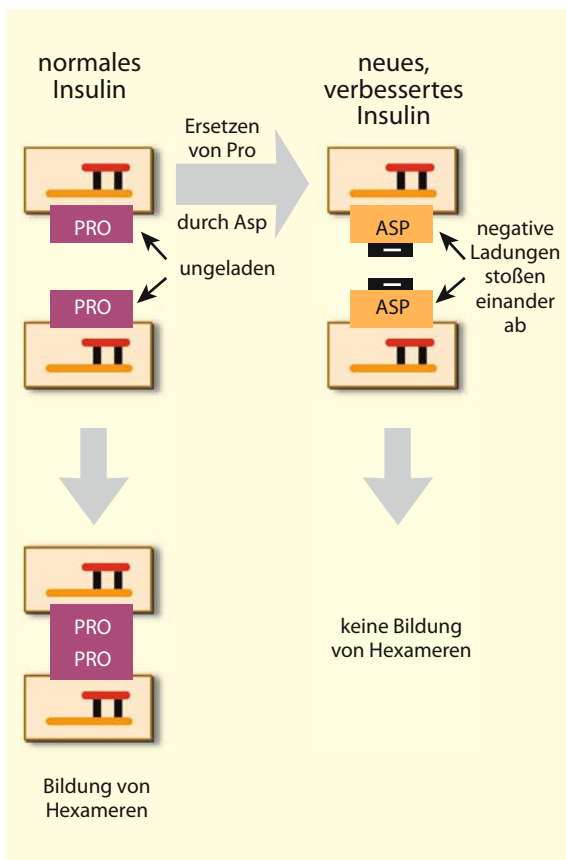 normales
Insulin
neues,
verbessertes
Insulin
Ersetzen
von Pro
durch Asp
PRO
ungeladen
PRO
ASP
–
–
ASP
negative
Ladungen
stoßen
einander
ab
PRO
PRO
keine Bildung
von Hexameren
Bildung von
Hexameren